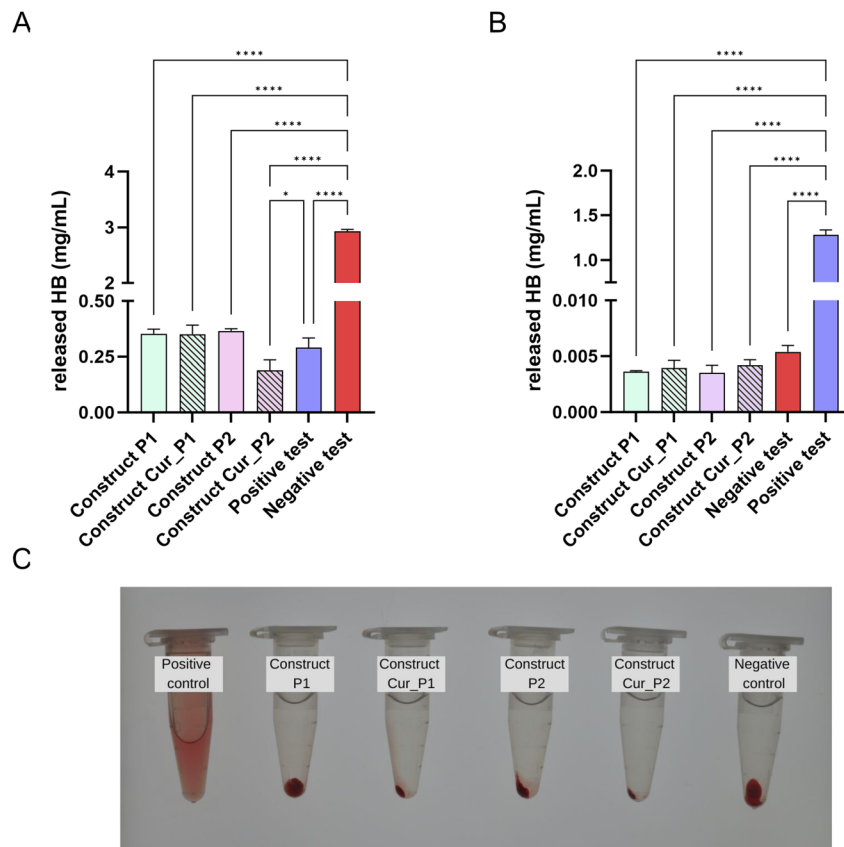 A
****
****
****
****
* ****
released HB (mg/mL)
4
3
2
0.50
0.25
0.00
Construct P1
Construct Cur_P1
Construct P2
Construct Cur_P2
Positive test
Negative test
B
****
****
****
****
****
released HB (mg/mL)
2.0
1.5
1.0
0.010
0.005
0.000
Construct P1
Construct Cur_P1
Construct P2
Construct Cur_P2
Negative test
Positive test
C
Positive
control
Construct
P1
Construct
Cur_P1
Construct
P2
Construct
Cur_P2
Negative
control